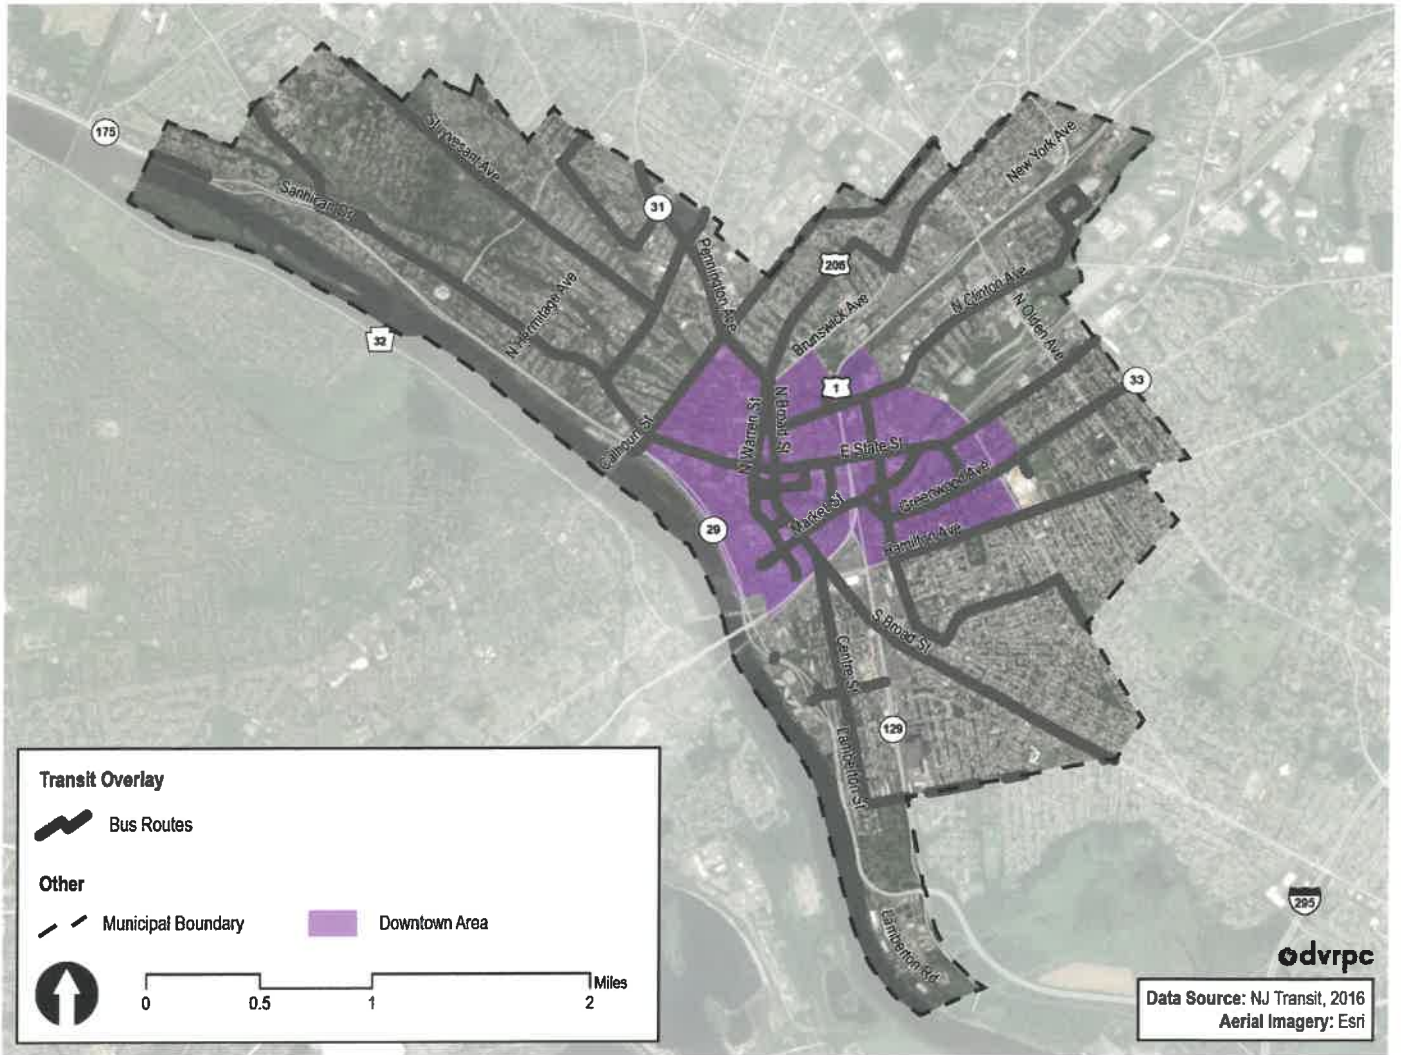 175
Stuyvesant Ave
Sanhican Dr
31
New York Ave
Pennington Ave
206
N Hermitage Ave
N Clinton Ave
N Olden Ave
Brunswick Ave
32
1
33
N Warren St
N Broad St
Calhoun St
E State St
Greenwood Ave
Market St
29
Hamilton Ave
S Broad St
Centre St
129
Lamberton St
Lamberton Rd
295
Transit Overlay
Bus Routes
Other
Municipal Boundary
Downtown Area
Miles
0
0.5
1
2
dvrpc
Data Source: NJ Transit, 2016
Aerial Imagery: Esri